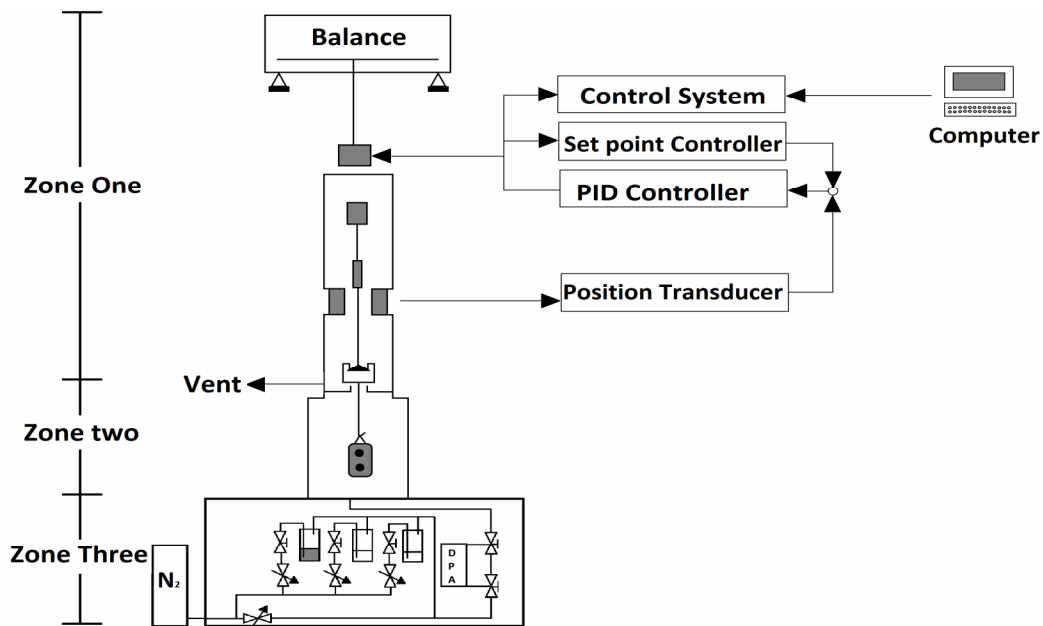 Balance
Control System
Computer
Set point Controller
Zone One
PID Controller
Position Transducer
Vent
Zone two
Zone Three
N₂
D
P
A